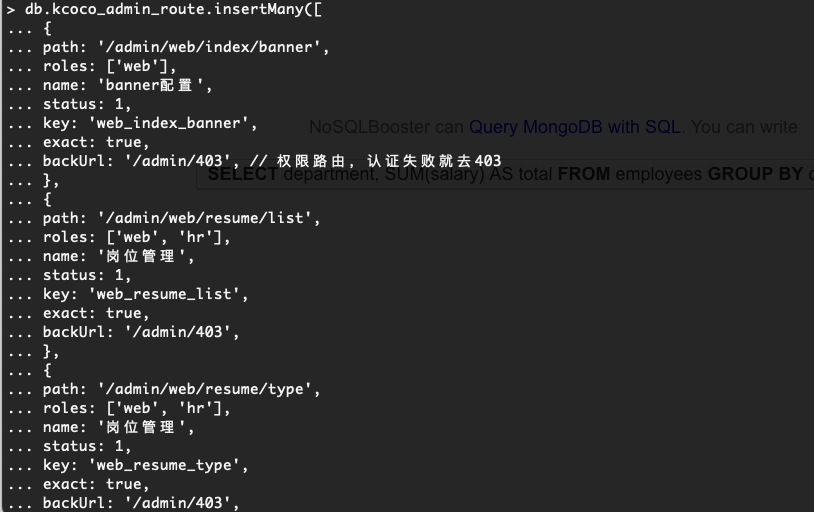 > db.kcoco_admin_route.insertMany([
... {
... path: '/admin/web/index/banner',
... roles: ['web'],
... name: 'banner配置',
... status: 1,
... key: 'web_index_banner',
NoSQLBooster can Query MongoDB with SQL. You can write
... exact: true,
... backUrl: '/admin/403', // 权限路由, 认证失败就去403
SELECT department, SUM(salary) AS total FROM employees GROUP BY
... },
... {
... path: '/admin/web/resume/list',
... roles: ['web', 'hr'],
... name: '岗位管理',
... status: 1,
... key: 'web_resume_list',
... exact: true,
... backUrl: '/admin/403',
... },
... {
... path: '/admin/web/resume/type',
... roles: ['web', 'hr'],
... name: '岗位管理',
... status: 1,
... key: 'web_resume_type',
... exact: true,
... backUrl: '/admin/403',